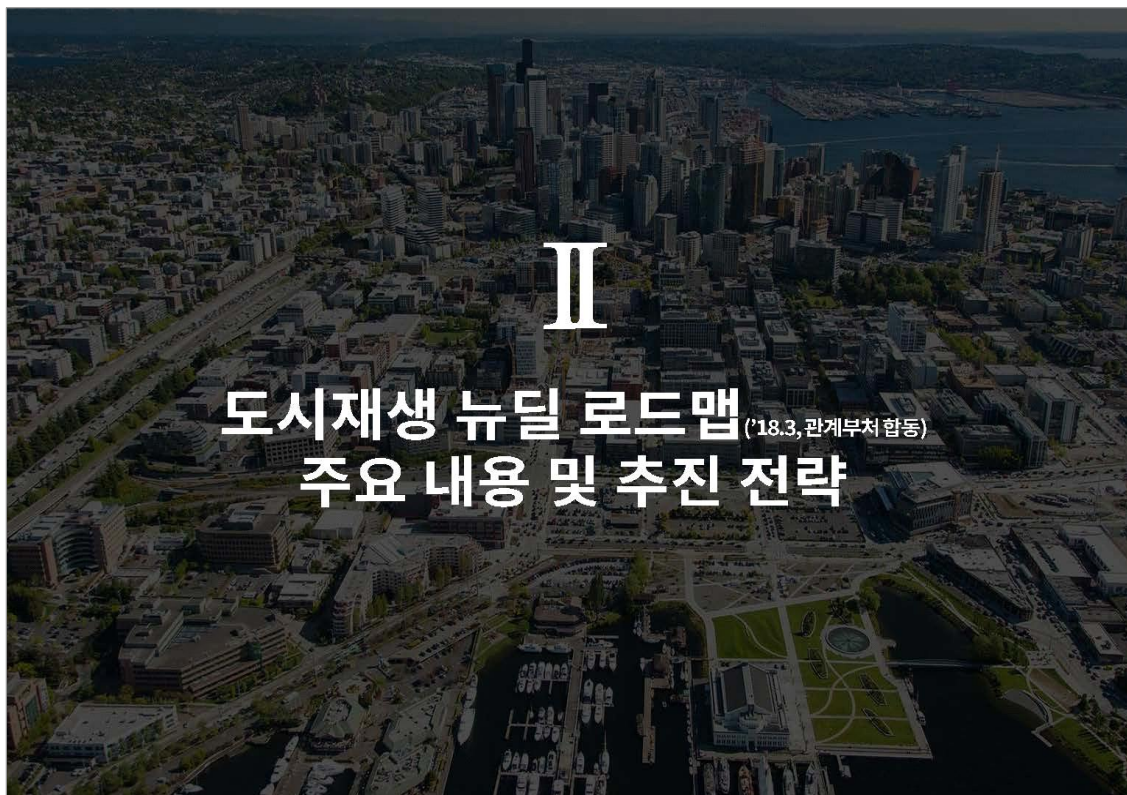 Ⅱ
도시재생 뉴딜 로드맵('18.3, 관계부처 합동)
주요 내용 및 추진 전략